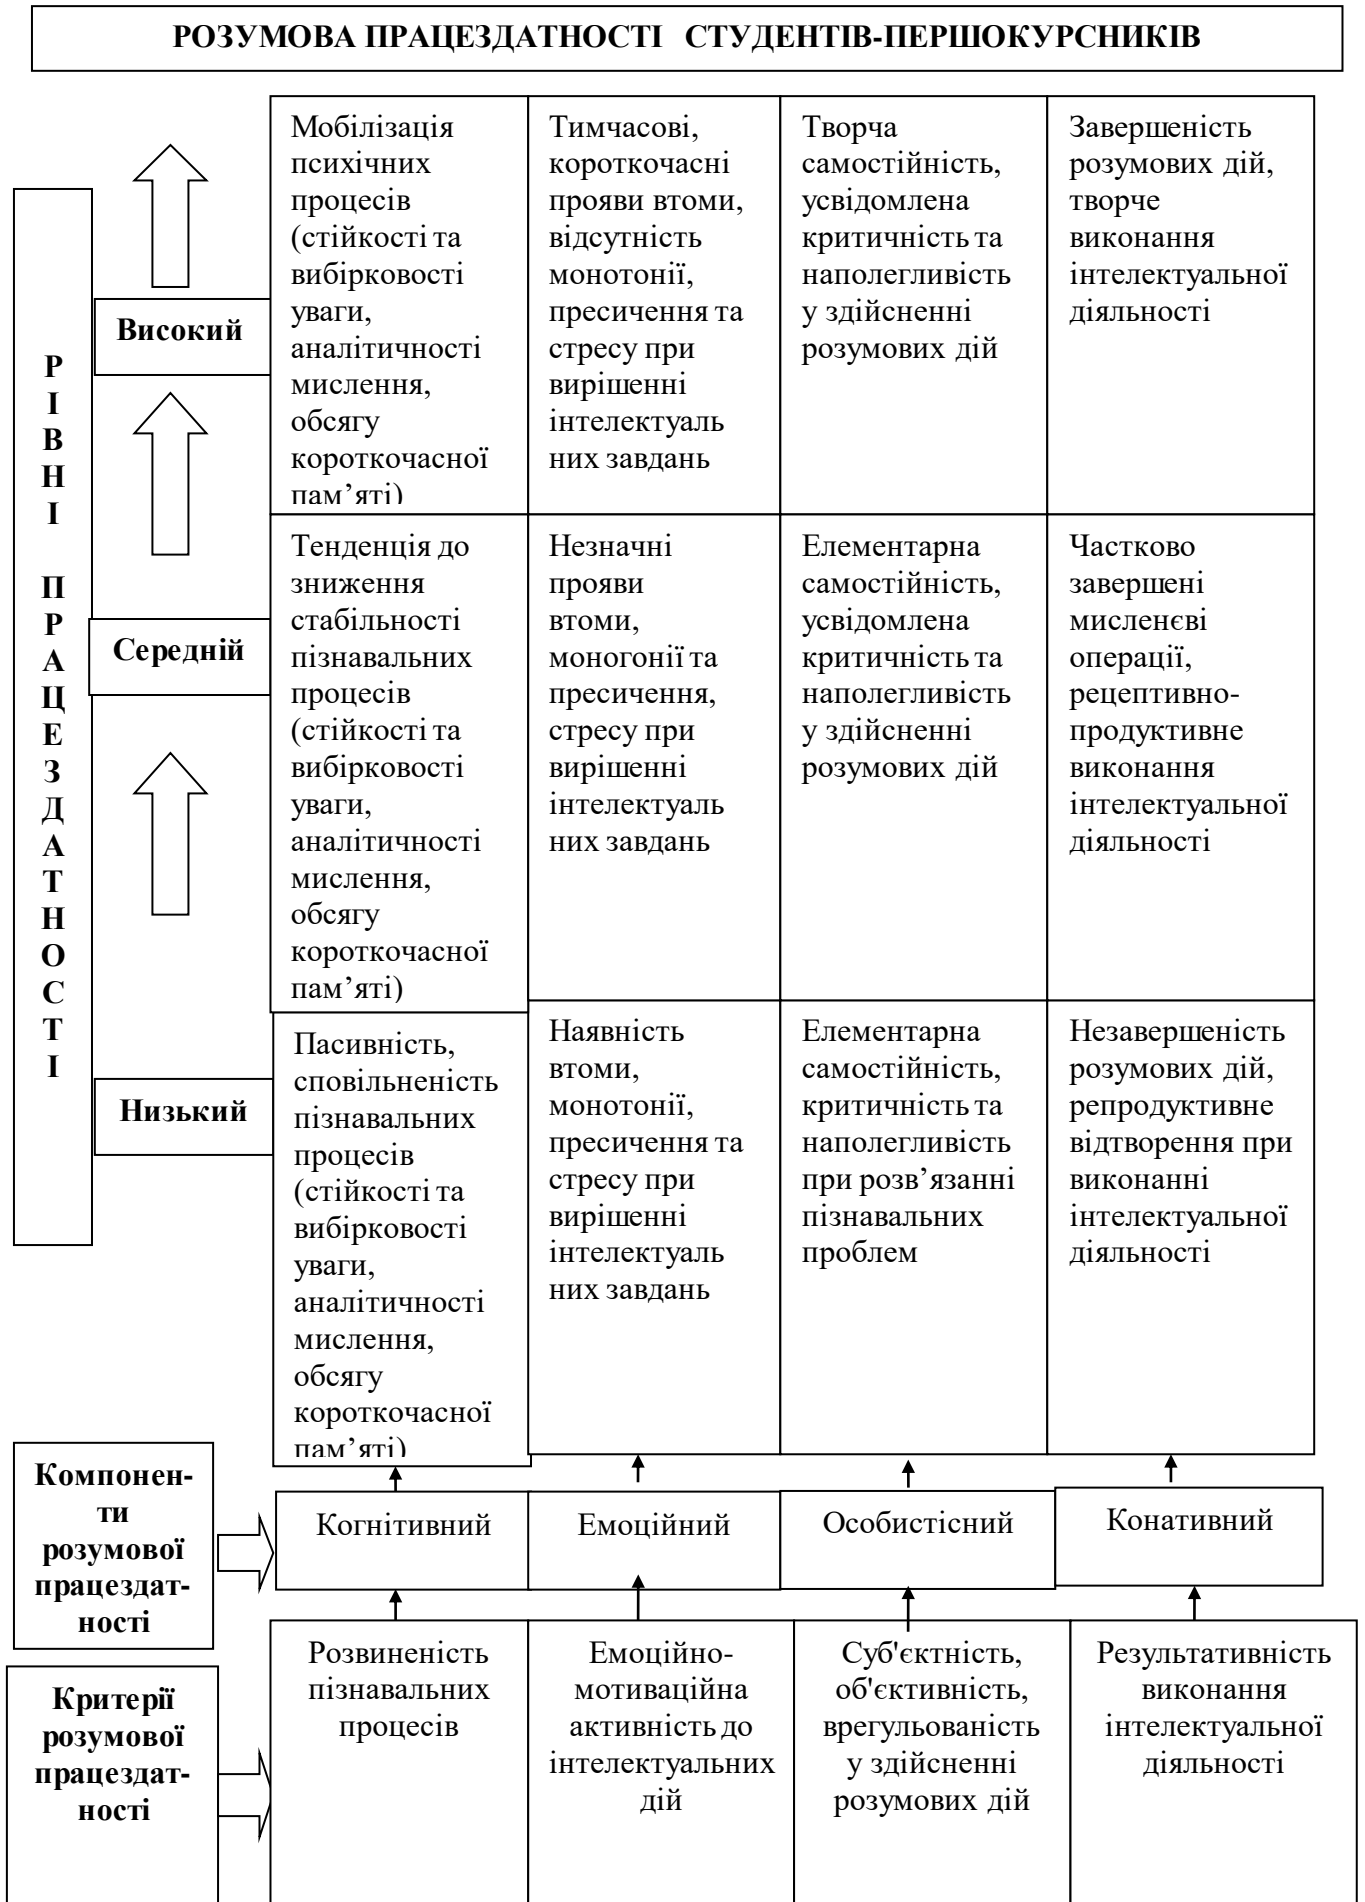 РОЗУМОВА ПРАЦЕЗДАТНОСТІ СТУДЕНТІВ-ПЕРШОКУРСНИКІВ
РІВНІ ПРАЦЕЗДАТНОСТІ
Високий
Мобілізація
психічних
процесів
(стійкості та
вибірковості
уваги,
аналітичності
мислення,
обсягу
короткочасної
пам’яті)
Тимчасові,
короткочасні
прояви втоми,
відсутність
монотонії,
пресичення та
стресу при
вирішенні
інтелектуаль
них завдань
Творча
самостійність,
усвідомлена
критичність та
наполегливість
у здійсненні
розумових дій
Завершеність
розумових дій,
творче
виконання
інтелектуальної
діяльності
Середній
Тенденція до
зниження
стабільності
пізнавальних
процесів
(стійкості та
вибірковості
уваги,
аналітичності
мислення,
обсягу
короткочасної
пам’яті)
Незначні
прояви
втоми,
моногонії та
пресичення,
стресу при
вирішенні
інтелектуаль
них завдань
Елементарна
самостійність,
усвідомлена
критичність та
наполегливість
у здійсненні
розумових дій
Частково
завершені
мисленєві
операції,
рецептивно-
продуктивне
виконання
інтелектуальної
діяльності
Низький
Пасивність,
сповільненість
пізнавальних
процесів
(стійкості та
вибірковості
уваги,
аналітичності
мислення,
обсягу
короткочасної
пам’яті)
Наявність
втоми,
монотонії,
пресичення та
стресу при
вирішенні
інтелектуаль
них завдань
Елементарна
самостійність,
критичність та
наполегливість
при розв’язанні
пізнавальних
проблем
Незавершеність
розумових дій,
репродуктивне
відтворення при
виконанні
інтелектуальної
діяльності
Компонен-
ти
розумової
працездат-
ності
Когнітивний
Емоційний
Особистісний
Конативний
Критерії
розумової
працездат-
ності
Розвиненість
пізнавальних
процесів
Емоційно-
мотиваційна
активність до
інтелектуальних
дій
Суб'єктність,
об'єктивність,
врегульованість
у здійсненні
розумових дій
Результативність
виконання
інтелектуальної
діяльності